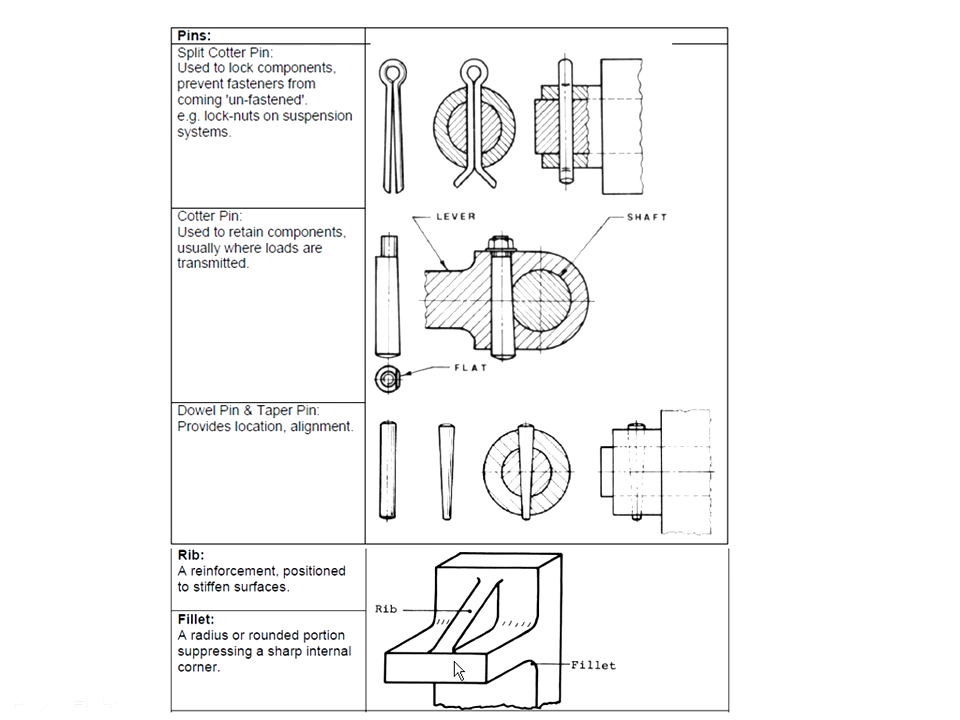 Pins:
Split Cotter Pin:
Used to lock components,
prevent fasteners from
coming 'un-fastened'.
e.g. lock-nuts on suspension
systems.
Cotter Pin:
Used to retain components,
usually where loads are
transmitted.
LEVER
SHAFT
FLAT
Dowel Pin & Taper Pin:
Provides location, alignment.
Rib:
A reinforcement, positioned
to stiffen surfaces.
Rib
Fillet:
A radius or rounded portion
suppressing a sharp internal
corner.
Fillet